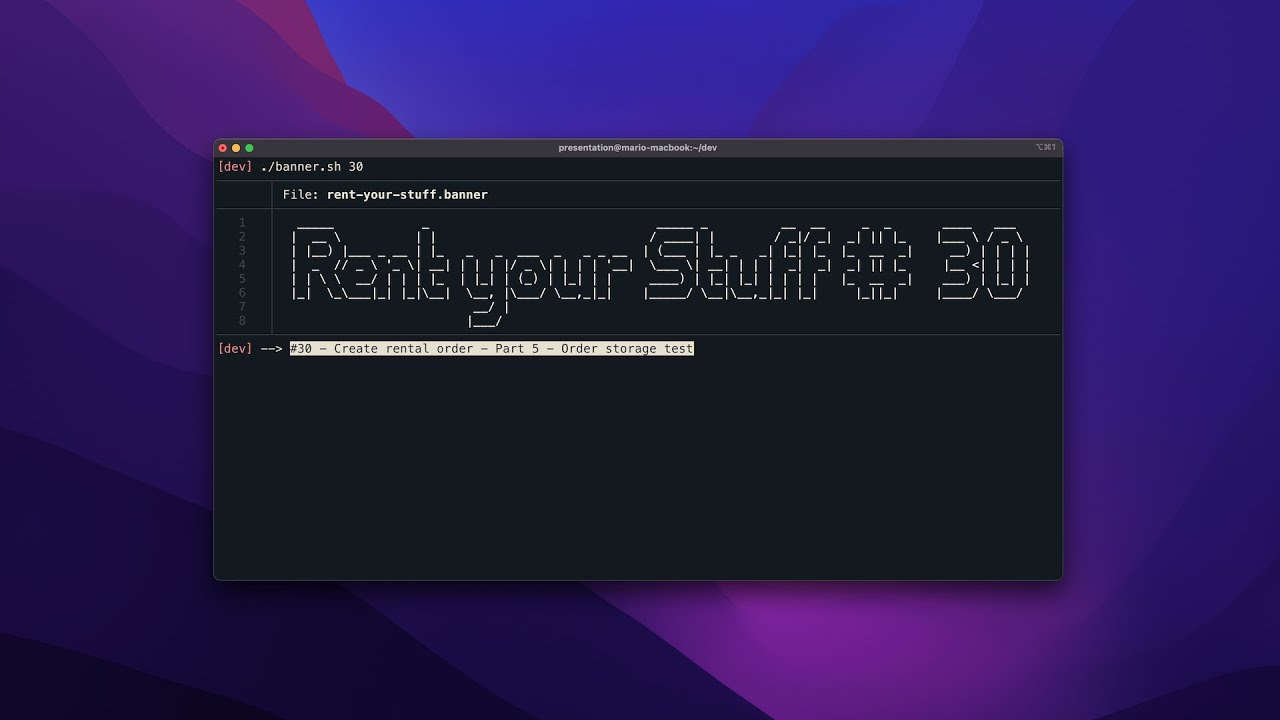 presentation@mario-macbook:~/dev
⌥⌘1
[dev] ./banner.sh 30
File: rent-your-stuff.banner
1
2
3
4
5
6
7
8
Rent your Stuff # 30
[dev] --> #30 - Create rental order - Part 5 - Order storage test